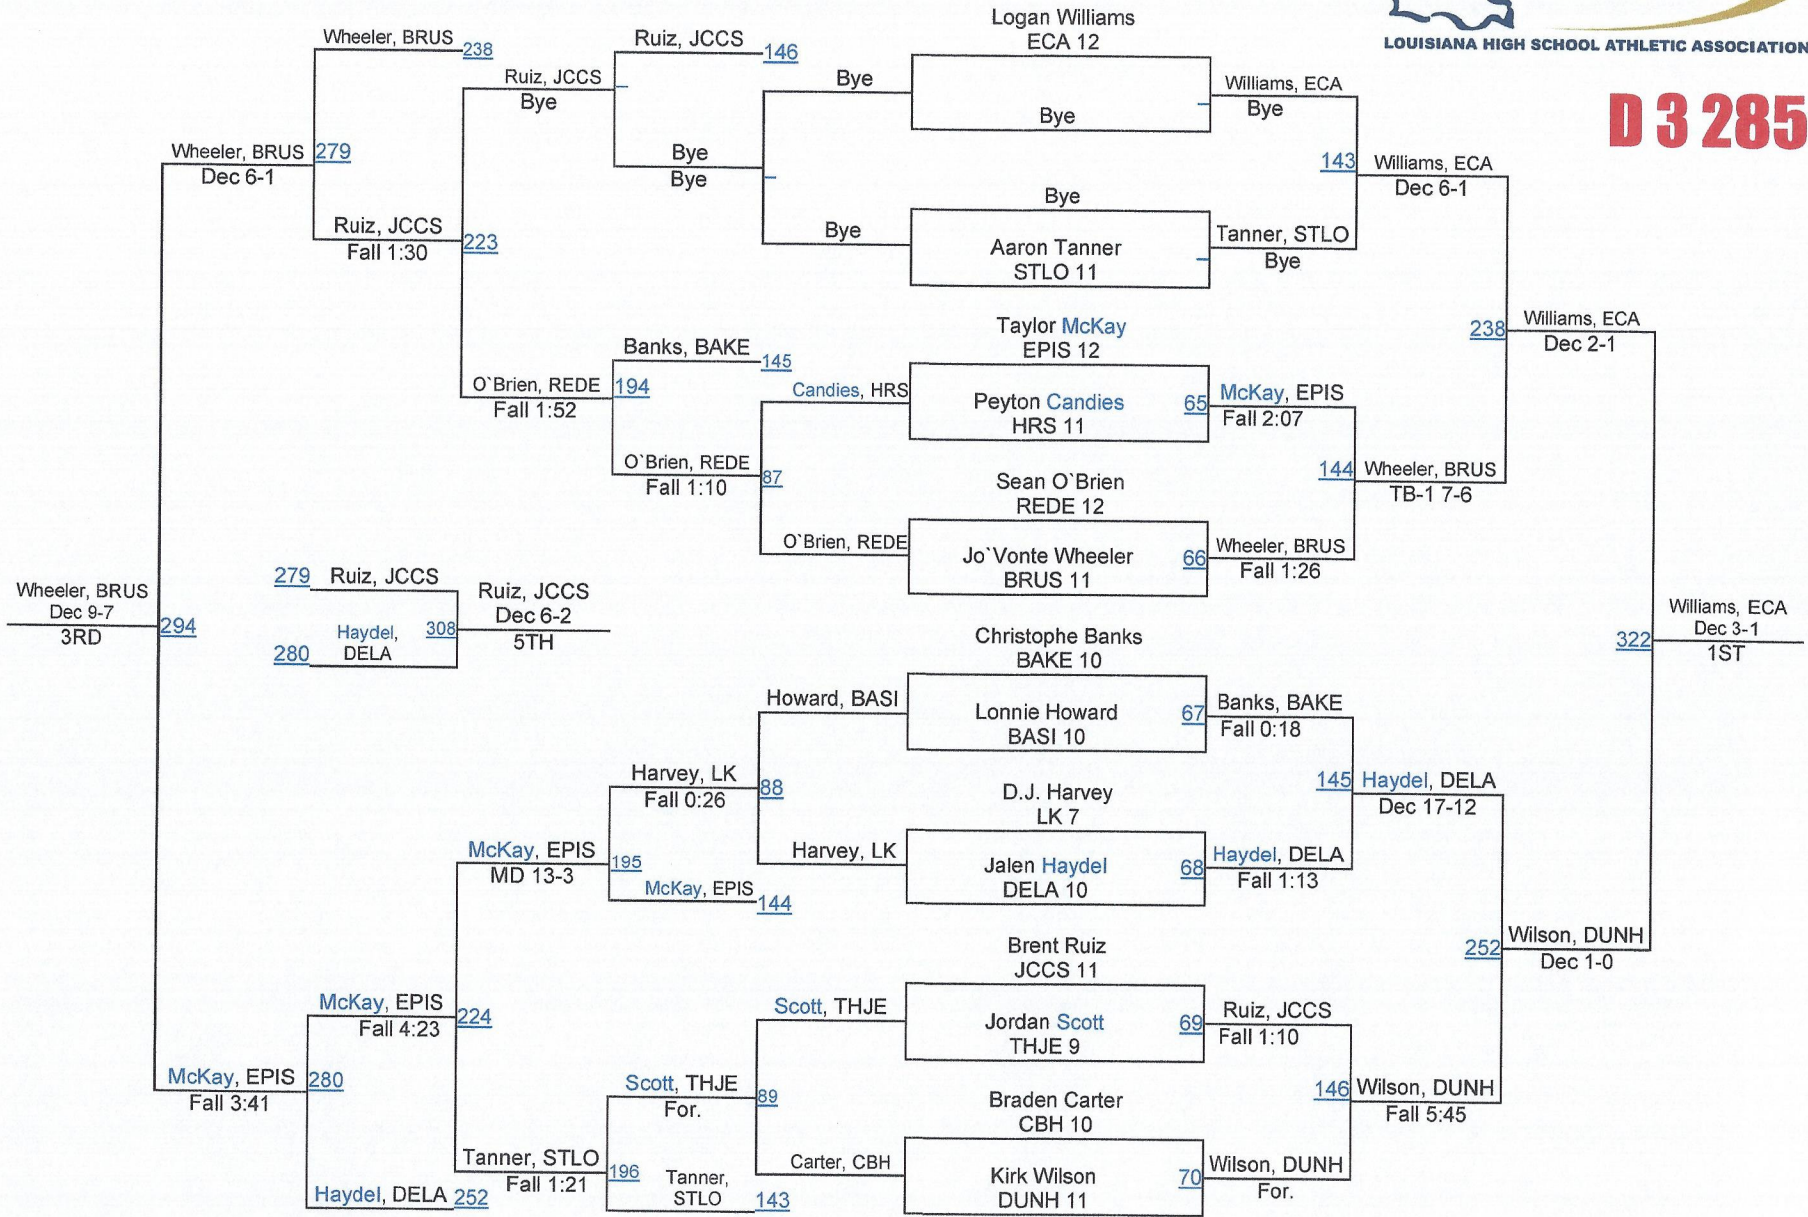 LOUISIANA HIGH SCHOOL ATHLETIC ASSOCIATION
D 3 285
Wheeler, BRUS
238
Ruiz, JCCS
Bye
Ruiz, JCCS
146
Wheeler, BRUS
279
Dec 6-1
Bye
Bye
Ruiz, JCCS
Fall 1:30
223
Bye
Bye
Banks, BAKE
145
O`Brien, REDE
194
Fall 1:52
Candies, HRS
O`Brien, REDE
Fall 1:10
87
O`Brien, REDE
Logan Williams
ECA 12
Bye
Bye
Aaron Tanner
STLO 11
Taylor McKay
EPIS 12
Peyton Candies
HRS 11
65
Sean O`Brien
REDE 12
Jo`Vonte Wheeler
BRUS 11
66
Christophe Banks
BAKE 10
Lonnie Howard
BASI 10
67
D.J. Harvey
LK 7
Jalen Haydel
DELA 10
68
Brent Ruiz
JCCS 11
Jordan Scott
THJE 9
69
Braden Carter
CBH 10
Kirk Wilson
DUNH 11
70
Williams, ECA
Bye
143
Williams, ECA
Dec 6-1
Tanner, STLO
Bye
238
Williams, ECA
Dec 2-1
McKay, EPIS
Fall 2:07
144
Wheeler, BRUS
TB-1 7-6
Wheeler, BRUS
Fall 1:26
322
Williams, ECA
Dec 3-1
1ST
Banks, BAKE
Fall 0:18
145
Haydel, DELA
Dec 17-12
Haydel, DELA
Fall 1:13
252
Wilson, DUNH
Dec 1-0
Ruiz, JCCS
Fall 1:10
146
Wilson, DUNH
Fall 5:45
Wilson, DUNH
For.
Wheeler, BRUS
Dec 9-7
3RD
294
279
Ruiz, JCCS
280
Haydel,
DELA
308
Ruiz, JCCS
Dec 6-2
5TH
Howard, BASI
Harvey, LK
Fall 0:26
88
Harvey, LK
McKay, EPIS
MD 13-3
195
McKay, EPIS
144
McKay, EPIS
Fall 4:23
224
Scott, THJE
McKay, EPIS
Fall 3:41
280
Scott, THJE
For.
89
Carter, CBH
Tanner, STLO
Fall 1:21
196
Tanner,
STLO
143
Haydel, DELA
252